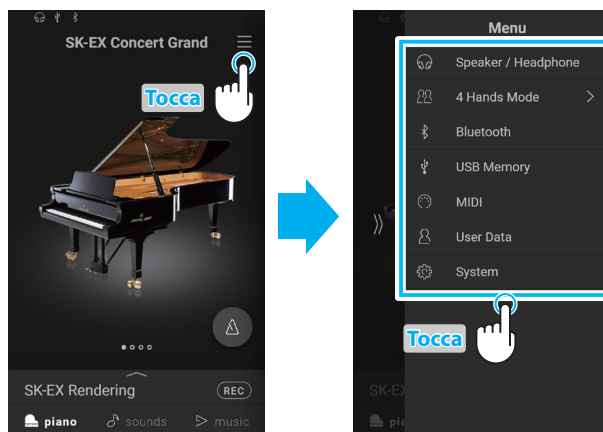 SK-EX Concert Grand
Tocca
SK-EX Rendering
REC
piano
sounds
music
Menu
Speaker / Headphone
4 Hands Mode
Bluetooth
USB Memory
MIDI
User Data
System
Tocca
SK-EX
pia